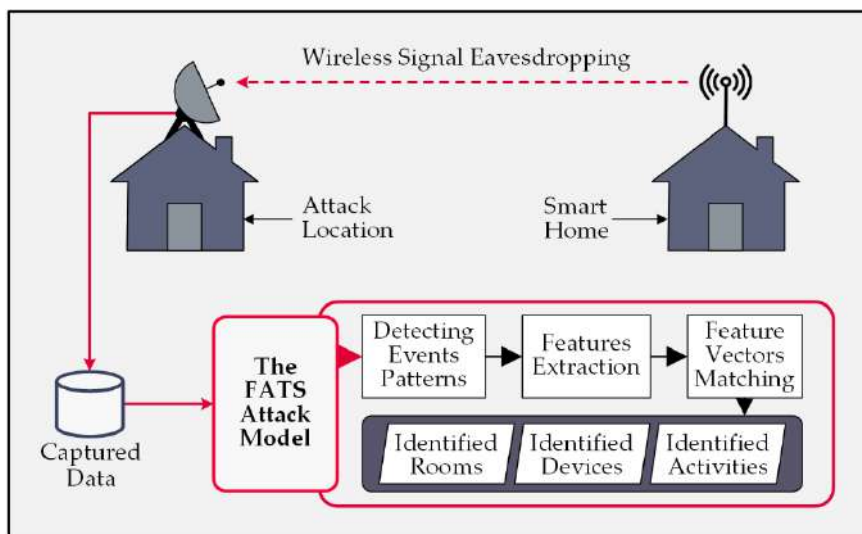 Wireless Signal Eavesdropping
Attack
Location
Smart
Home
Detecting
Events
Patterns
Features
Extraction
Feature
Vectors
Matching
The
FATS
Attack
Model
Captured
Data
Identified
Rooms
Identified
Devices
Identified
Activities